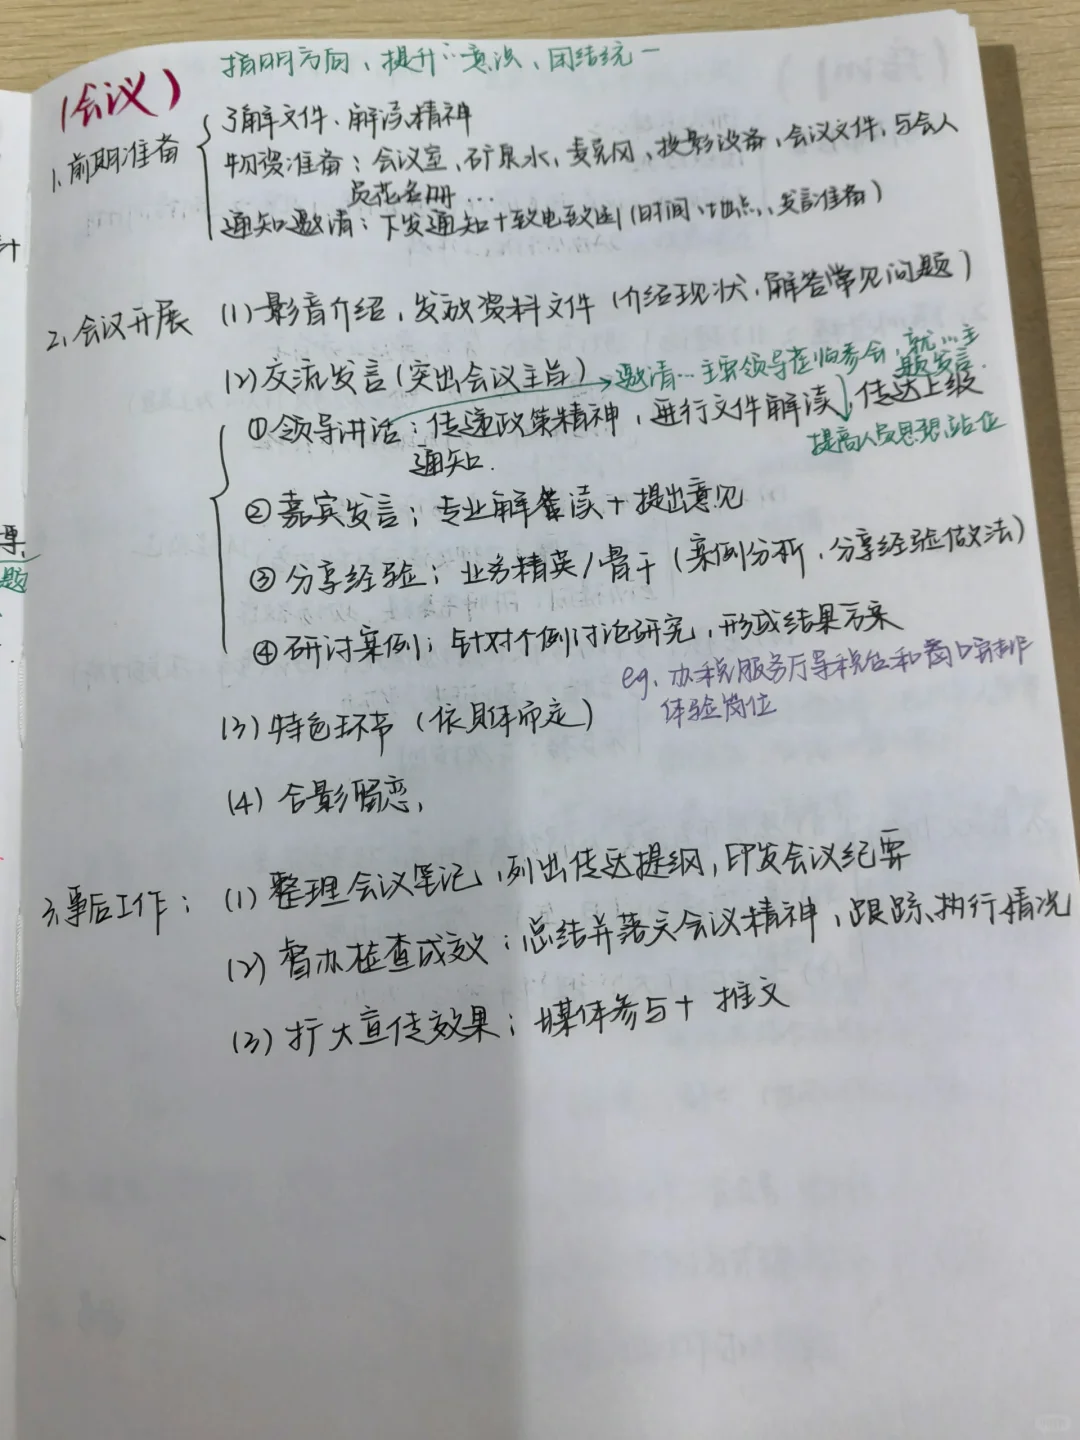 指明方向、提升…意识、团结统一
(会议)
1、前期准备
了解文件、解读精神
物资准备：会议室、矿泉水、麦克风、投影设备、会议文件、与会人
员花名册…
通知邀请：下发通知+致电致函(时间、地点、发言准备)
2、会议开展 (1)影音介绍，发放资料文件(介绍现状，解答常见问题)
(2)交流发言(突出会议主旨)→邀请…主要领导莅临参会，就…主
题发言.
①领导讲话：传递政策精神，进行文件解读，传达上级
通知.
提高人员思想站位
②嘉宾发言：专业解读+提出意见
③分享经验：业务精英/骨干(案例分析，分享经验做法)
④研讨案例：针对个例讨论研究，形成结果方案
eg、办税服务厅导税台和窗口安排
体验岗位
(3)特色环节(依具体而定)
(4)合影留恋，
3、事后工作：(1)整理会议笔记，列出传达提纲，印发会议纪要
(2)督办检查成效：总结并落实会议精神，跟踪执行情况
(3)扩大宣传效果：媒体参与+推文
题